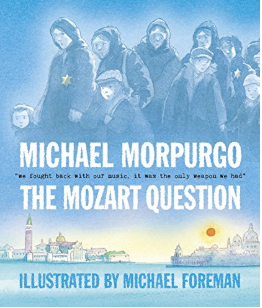 MICHAEL MORPURGO
"we fought back with our music, it was the only weapon we had"
THE MOZART QUESTION
ILLUSTRATED BY MICHAEL FOREMAN